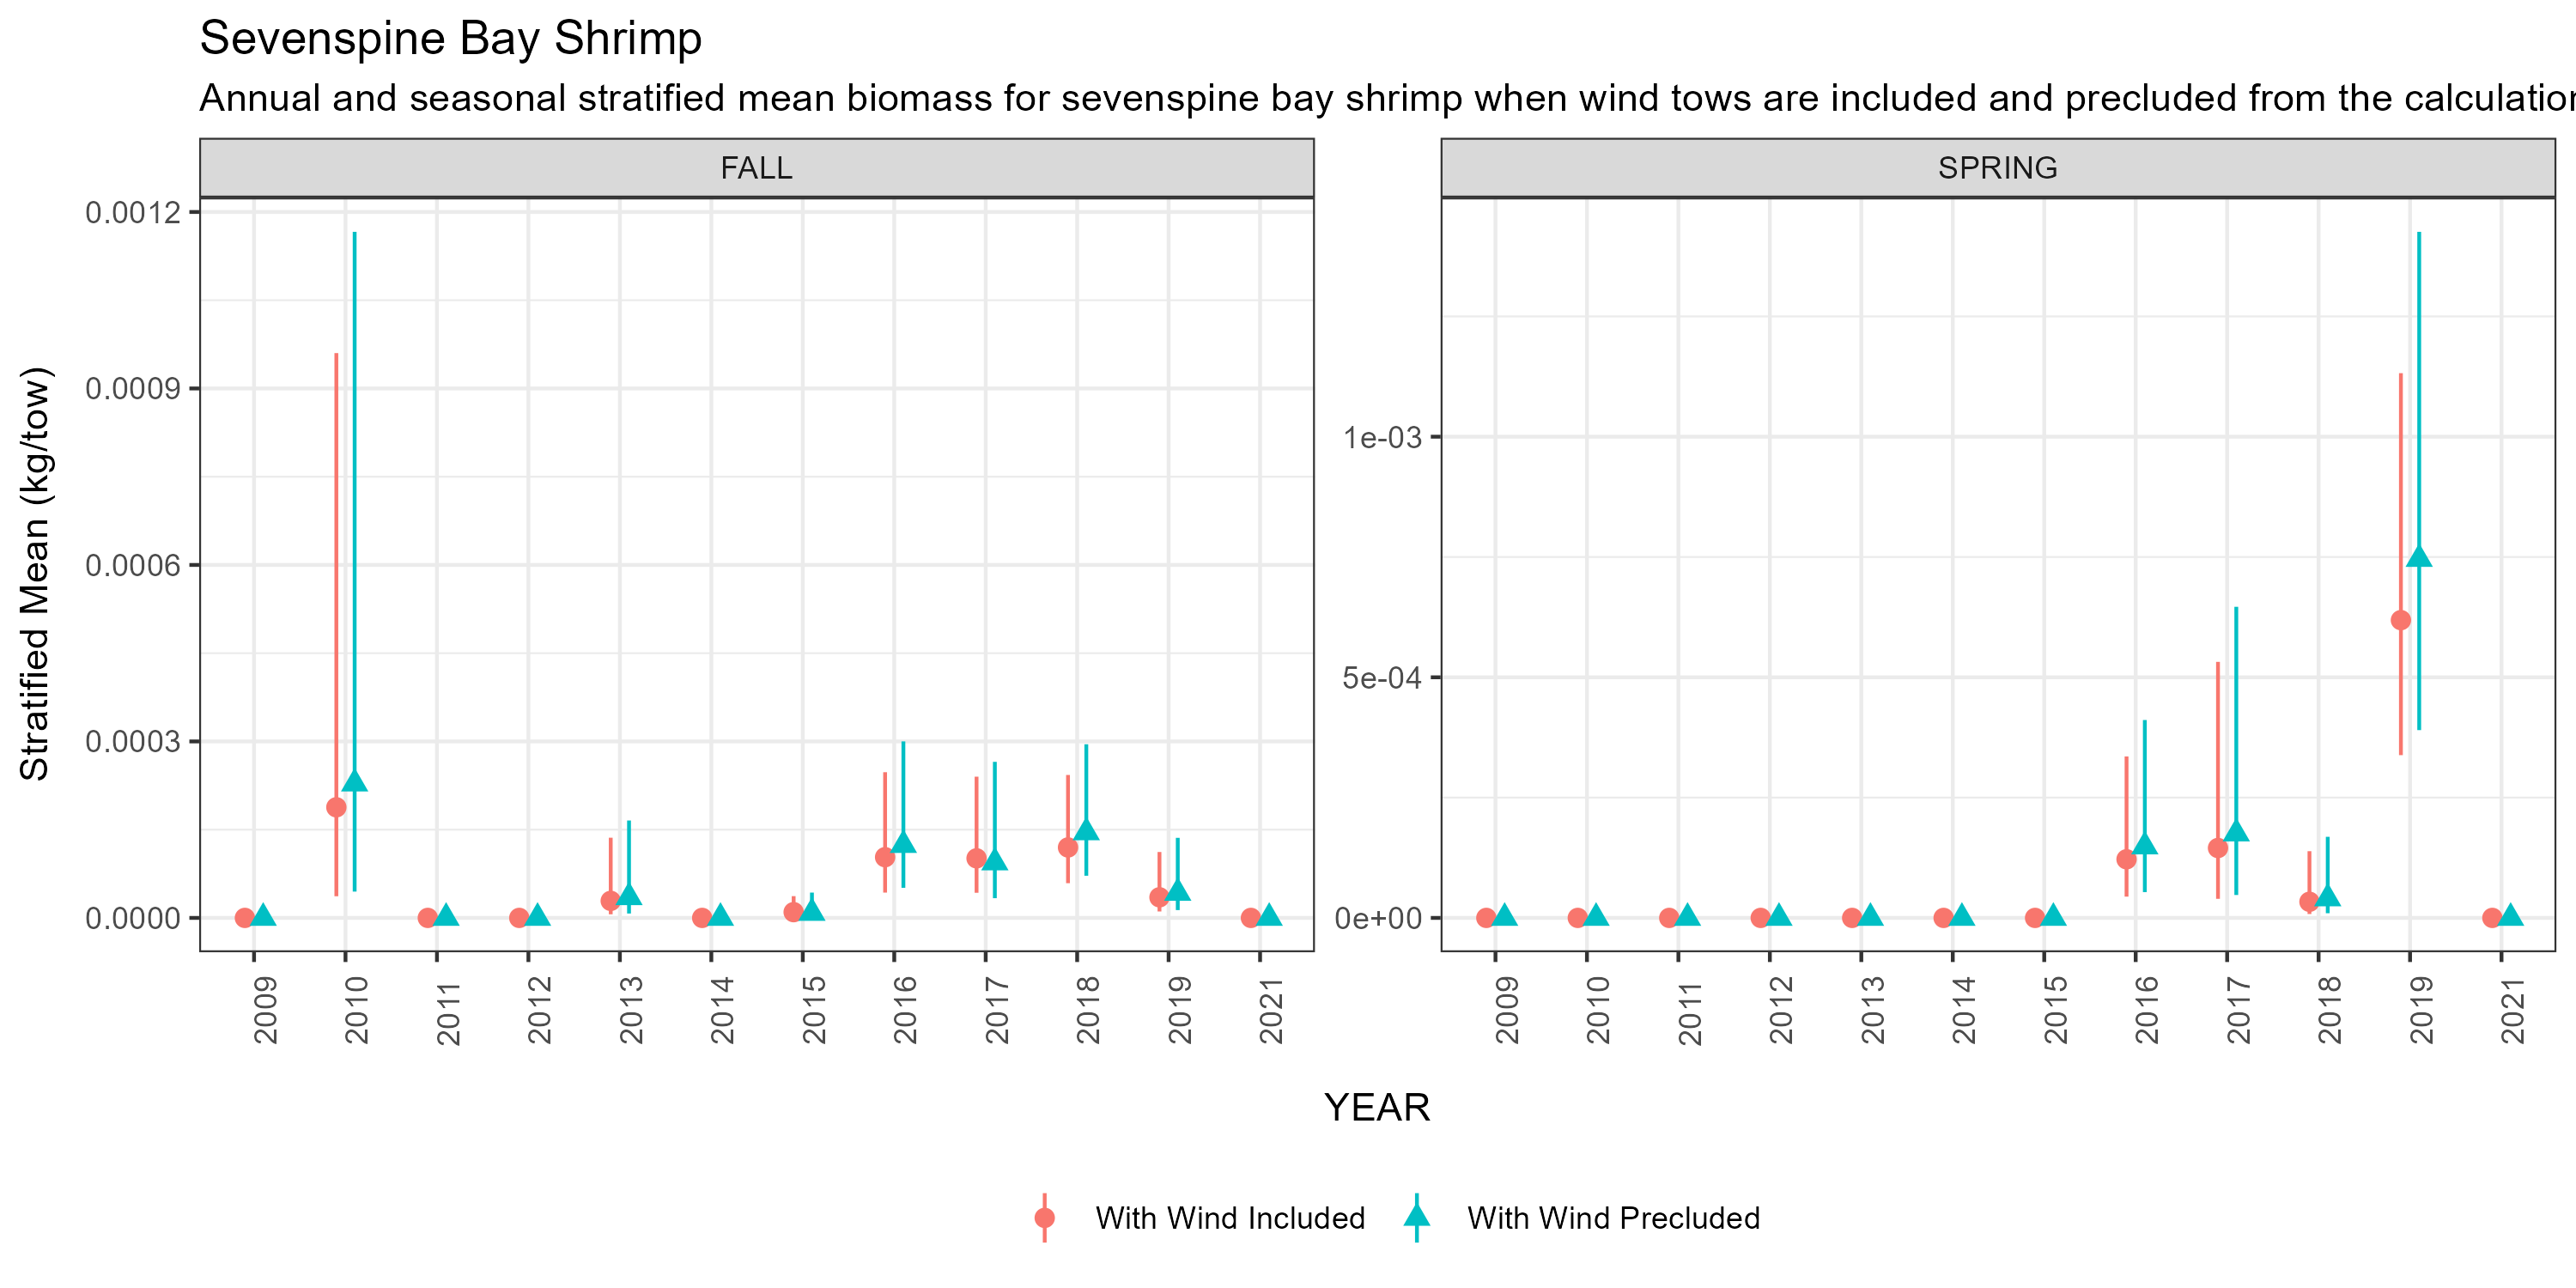 Sevenspine Bay Shrimp
Annual and seasonal stratified mean biomass for sevenspine bay shrimp when wind tows are included and precluded from the
FALL
SPRING
Stratified Mean (kg/tow)
0.0012
0.0009
0.0006
0.0003
0.0000
1e-03
5e-04
0e+00
2009 2010 2011 2012 2013 2014 2015 2016 2017 2018 2019 2021
2009 2010 2011 2012 2013 2014 2015 2016 2017 2018 2019 2021
YEAR
With Wind Included
With Wind Precluded